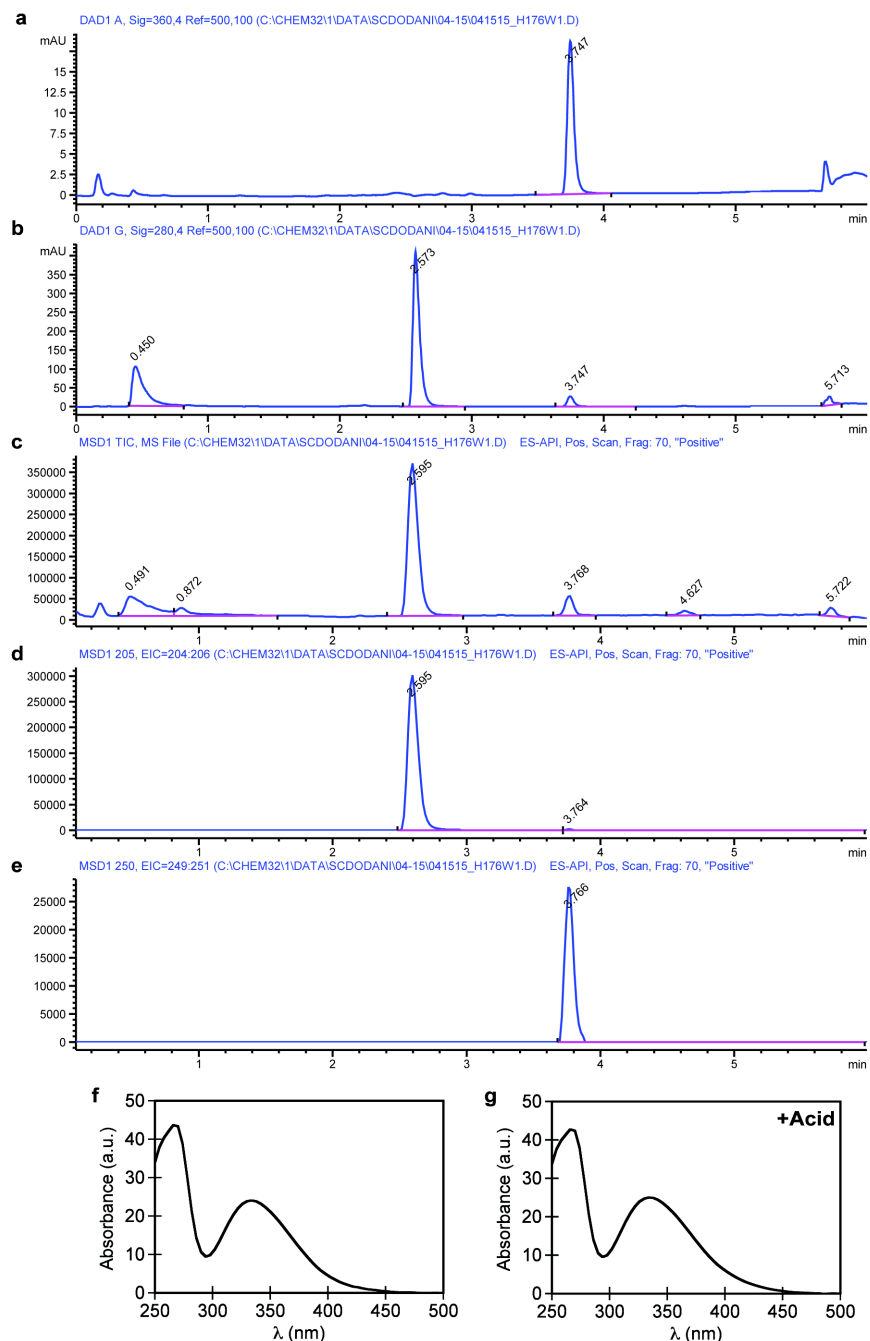 a
DAD1 A, Sig=360,4 Ref=500,100 (C:\CHEM32\1\DATA\SCDODANI\04-15\041515_H176W1.D)
mAU
3.747
15
12.5
10
7.5
5
2.5
0
0 1 2 3 4 5 min
b
DAD1 G, Sig=280,4 Ref=500,100 (C:\CHEM32\1\DATA\SCDODANI\04-15\041515_H176W1.D)
mAU
2.573
350
300
250
200
150
100
50
0
0.450
3.747
5.713
0 1 2 3 4 5 min
c
MSD1 TIC, MS File (C:\CHEM32\1\DATA\SCDODANI\04-15\041515_H176W1.D) ES-API, Pos, Scan, Frag: 70, "Positive"
2.595
350000
300000
250000
200000
150000
100000
50000
0
0.491
0.872
3.768
4.627
5.722
1 2 3 4 5 min
d
MSD1 205, EIC=204:206 (C:\CHEM32\1\DATA\SCDODANI\04-15\041515_H176W1.D) ES-API, Pos, Scan, Frag: 70, "Positive"
2.595
300000
250000
200000
150000
100000
50000
0
3.764
1 2 3 4 5 min
e
MSD1 250, EIC=249:251 (C:\CHEM32\1\DATA\SCDODANI\04-15\041515_H176W1.D) ES-API, Pos, Scan, Frag: 70, "Positive"
3.766
25000
20000
15000
10000
5000
0
1 2 3 4 5 min
f
Absorbance (a.u.)
50
40
30
20
10
0
250 300 350 400 450 500
λ (nm)
g
+Acid
Absorbance (a.u.)
50
40
30
20
10
0
250 300 350 400 450 500
λ (nm)